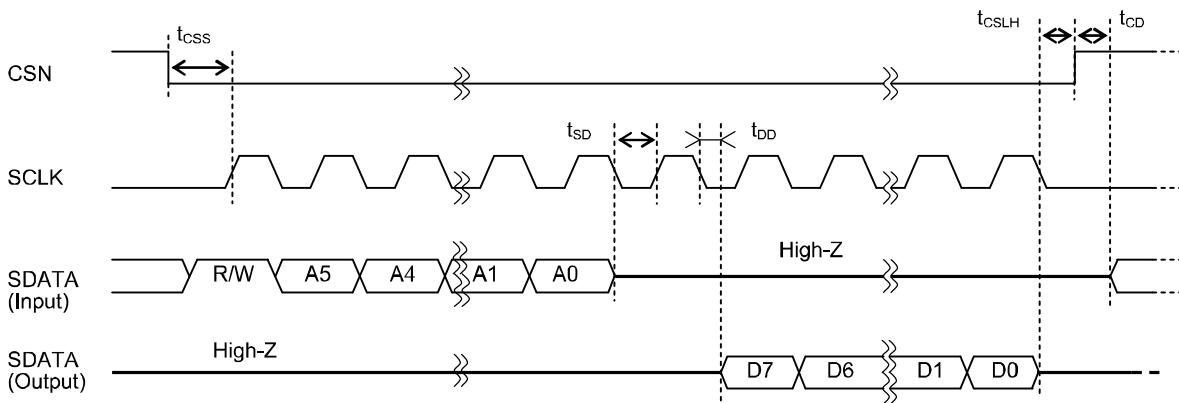 tCSS
tCSLH
tCD
CSN
tSD
tDD
SCLK
High-Z
SDATA
(Input)
R/W
A5
A4
A1
A0
High-Z
SDATA
(Output)
D7
D6
D1
D0